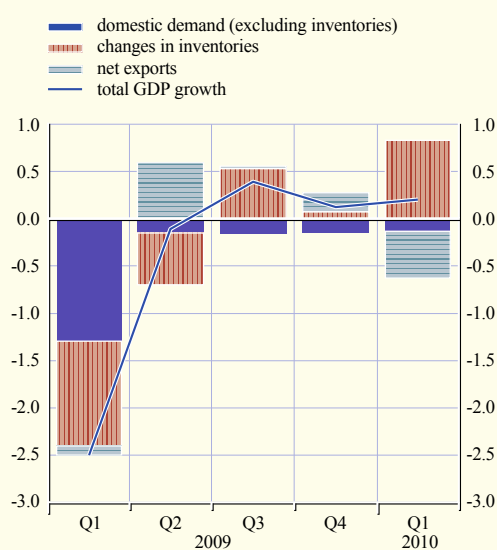 domestic demand (excluding inventories)
changes in inventories
net exports
total GDP growth
1.0 1.0
0.5 0.5
0.0 0.0
-0.5 -0.5
-1.0 -1.0
-1.5 -1.5
-2.0 -2.0
-2.5 -2.5
-3.0 -3.0
Q1 Q2 Q3 Q4 Q1
2009 2010